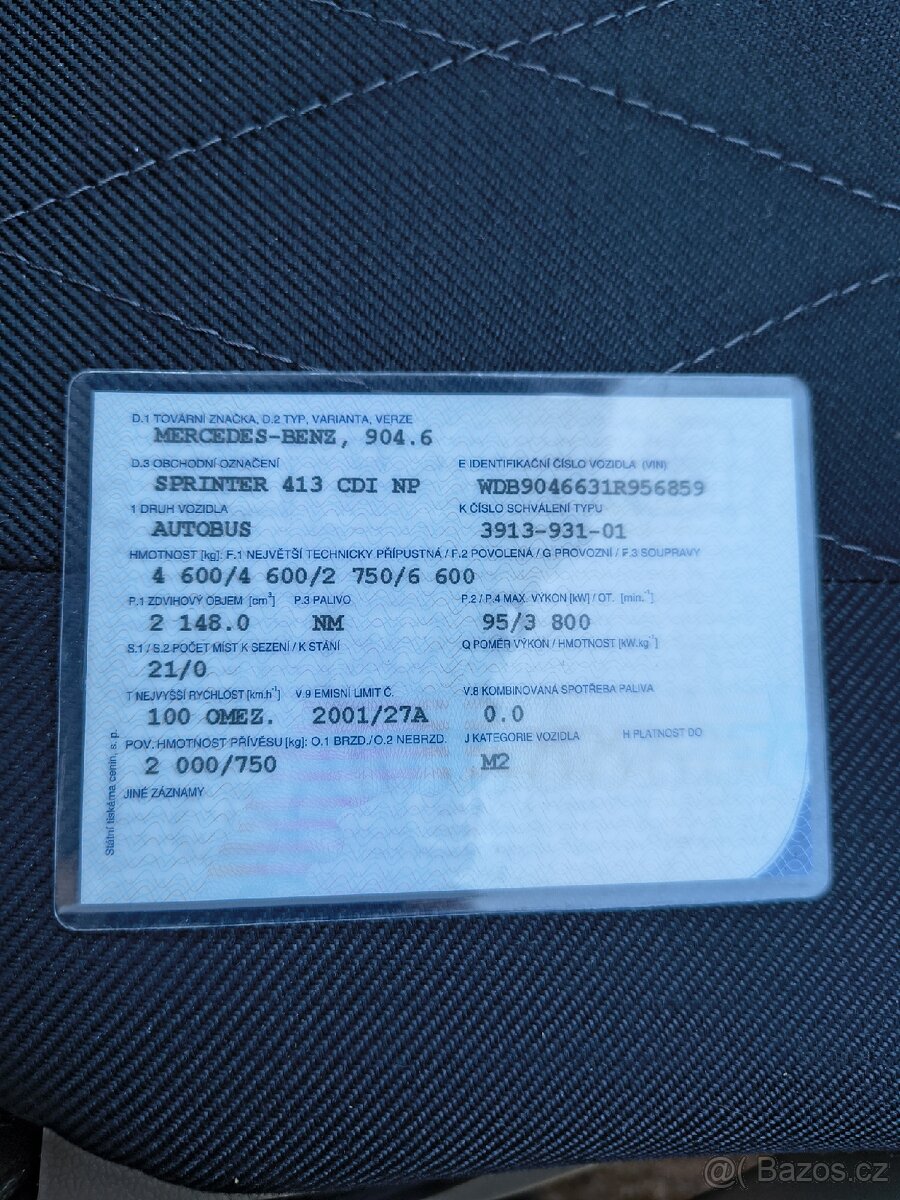 D.1 TOVÁRNÍ ZNAČKA, D.2 TYP, VARIANTA, VERZE
MERCEDES-BENZ, 904.6
D.3 OBCHODNÍ OZNAČENÍ E IDENTIFIKAČNÍ ČÍSLO VOZIDLA (VIN)
SPRINTER 413 CDI NP WDB9046631R956859
1 DRUH VOZIDLA K ČÍSLO SCHVÁLENÍ TYPU
AUTOBUS 3913-931-01
HMOTNOST [kg]: F.1 NEJVĚTŠÍ TECHNICKY PŘÍPUSTNÁ / F.2 POVOLENÁ / G PROVOZNÍ / F.3 SOUPRAVY
4 600/4 600/2 750/6 600
P.1 ZDVIHOVÝ OBJEM [cm³] P.3 PALIVO P.2 / P.4 MAX. VÝKON [kW] / OT. [min.⁻¹]
2 148.0 NM 95/3 800
S.1 / S.2 POČET MÍST K SEZENÍ / K STÁNÍ Q POMĚR VÝKON / HMOTNOST [kW.kg⁻¹]
21/0
T NEJVYŠŠÍ RYCHLOST [km.h⁻¹] V.9 EMISNÍ LIMIT Č. V.8 KOMBINOVANÁ SPOTŘEBA PALIVA
100 OMEZ. 2001/27A 0.0
POV. HMOTNOST PŘÍVĚSU [kg]: O.1 BRZD./O.2 NEBRZD. J KATEGORIE VOZIDLA H PLATNOST DO
2 000/750 M2
JINÉ ZÁZNAMY
Státní tiskárna cenin, s. p.
@( Bazos.cz